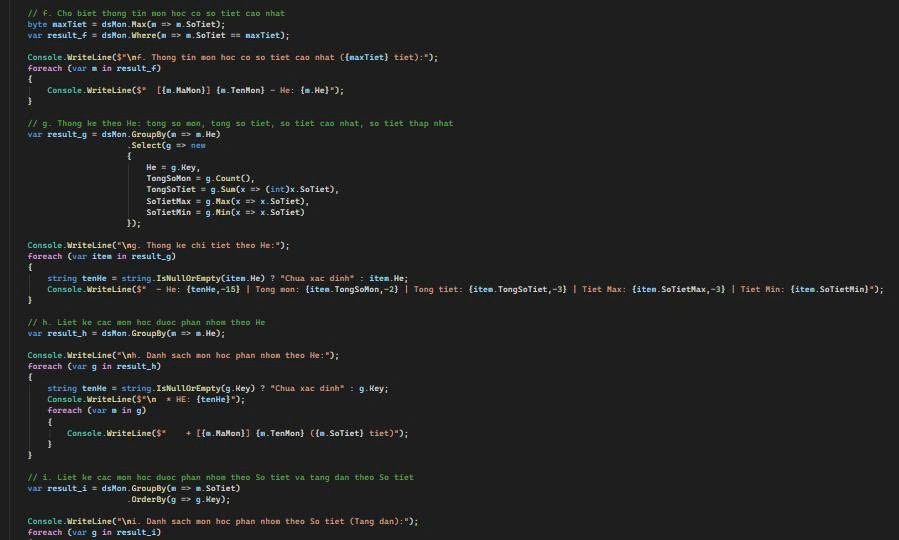 // f. Cho biet thong tin mon hoc co so tiet cao nhat
byte maxTiet = dsMon.Max(m => m.SoTiet);
var result_f = dsMon.Where(m => m.SoTiet == maxTiet);
Console.WriteLine($"\nf. Thong tin mon hoc co so tiet cao nhat ({maxTiet} tiet):");
foreach (var m in result_f)
{
Console.WriteLine($"  [{m.MaMon}] {m.TenMon} - He: {m.He}");
}
// g. Thong ke theo He: tong so mon, tong so tiet, so tiet cao nhat, so tiet thap nhat
var result_g = dsMon.GroupBy(m => m.He)
.Select(g => new
{
He = g.Key,
TongSoMon = g.Count(),
TongSoTiet = g.Sum(x => (int)x.SoTiet),
SoTietMax = g.Max(x => x.SoTiet),
SoTietMin = g.Min(x => x.SoTiet)
});
Console.WriteLine("\ng. Thong ke chi tiet theo He:");
foreach (var item in result_g)
{
string tenHe = string.IsNullOrEmpty(item.He) ? "Chua xac dinh" : item.He;
Console.WriteLine($"  - He: {tenHe,-15} | Tong mon: {item.TongSoMon,-2} | Tong tiet: {item.TongSoTiet,-3} | Tiet Max: {item.SoTietMax,-3} | Tiet Min: {item.SoTietMin}");
}
// h. Liet ke cac mon hoc duoc phan nhom theo He
var result_h = dsMon.GroupBy(m => m.He);
Console.WriteLine("\nh. Danh sach mon hoc phan nhom theo He:");
foreach (var g in result_h)
{
string tenHe = string.IsNullOrEmpty(g.Key) ? "Chua xac dinh" : g.Key;
Console.WriteLine($"\n  * HE: {tenHe}");
foreach (var m in g)
{
Console.WriteLine($"    + [{m.MaMon}] {m.TenMon} ({m.SoTiet} tiet)");
}
}
// i. Liet ke cac mon hoc duoc phan nhom theo So tiet va tang dan theo So tiet
var result_i = dsMon.GroupBy(m => m.SoTiet)
.OrderBy(g => g.Key);
Console.WriteLine("\ni. Danh sach mon hoc phan nhom theo So tiet (Tang dan):");
foreach (var g in result_i)